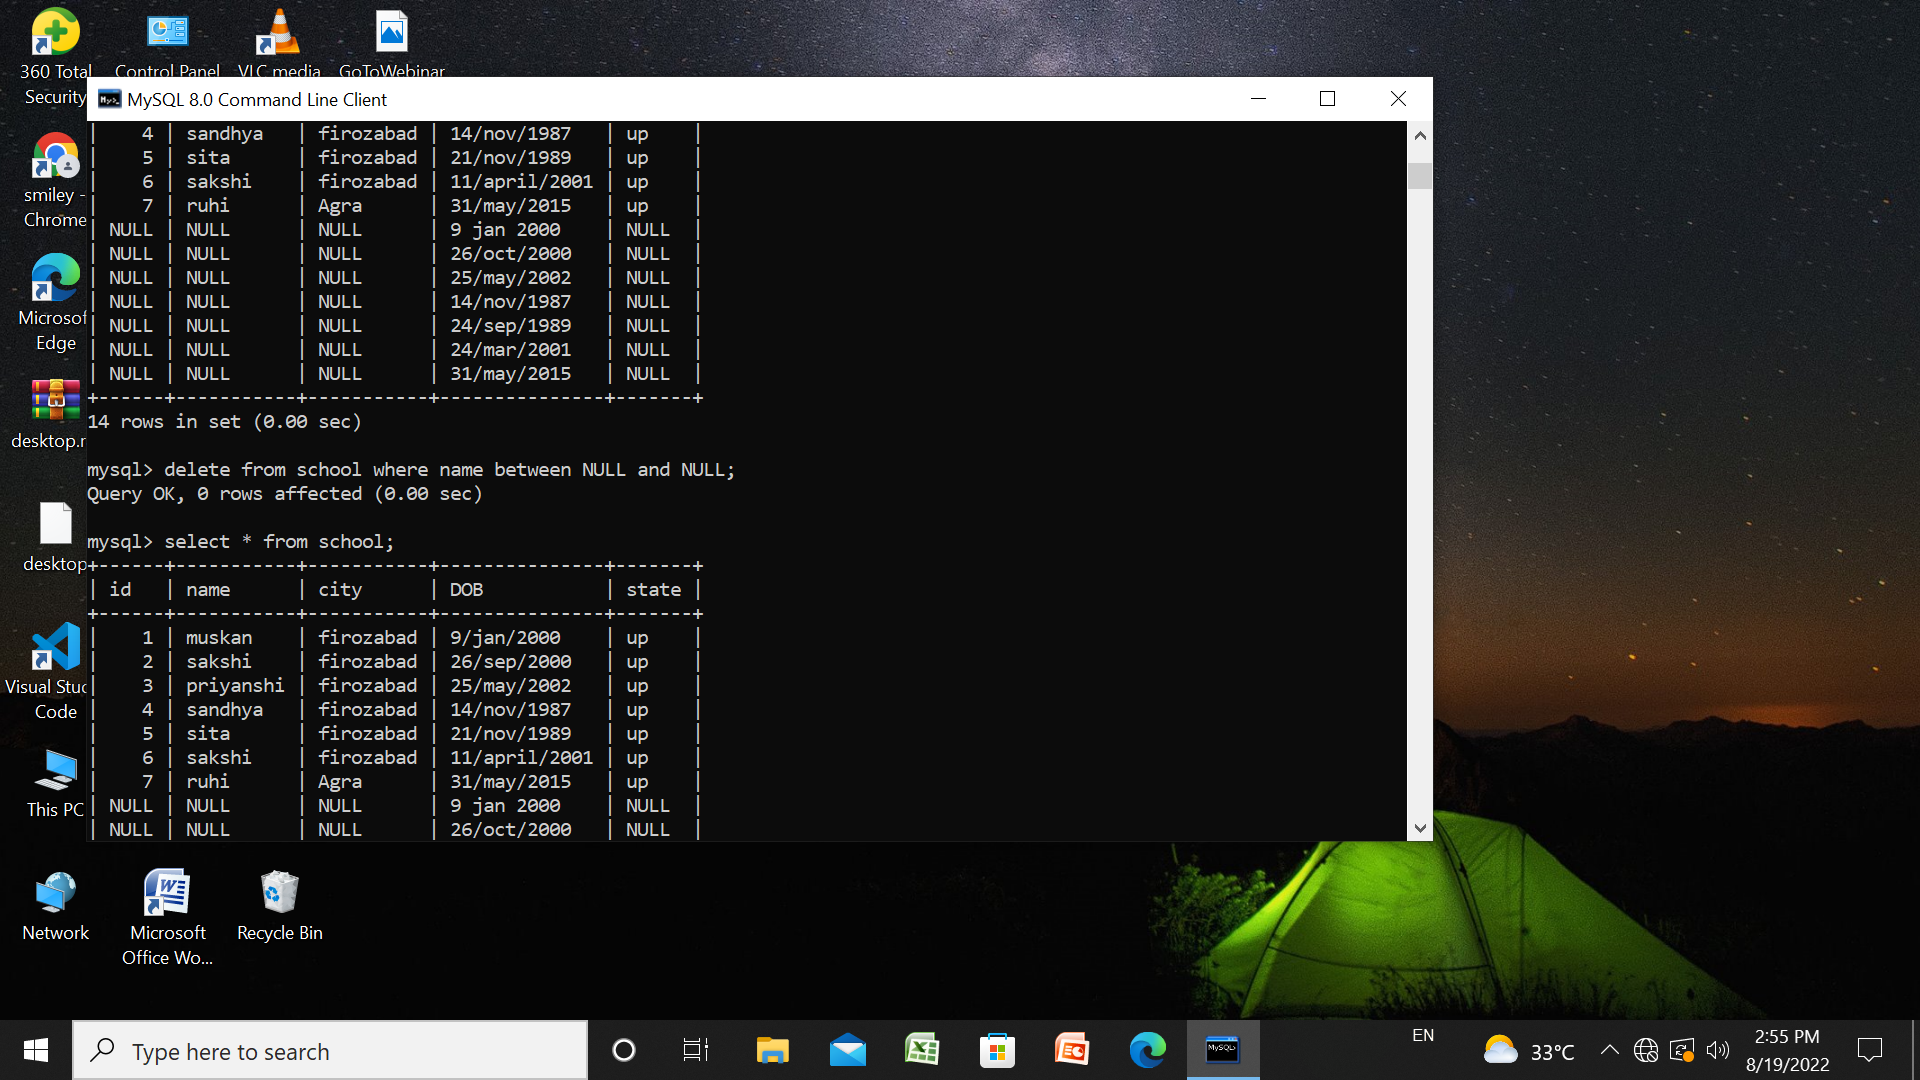 360 Total
Security
Control Panel
VLC media
GoToWebinar
MySQL 8.0 Command Line Client
| 4 | sandhya | firozabad | 14/nov/1987 | up |
| 5 | sita | firozabad | 21/nov/1989 | up |
| 6 | sakshi | firozabad | 11/april/2001 | up |
| 7 | ruhi | Agra | 31/may/2015 | up |
| NULL | NULL | NULL | 9 jan 2000 | NULL |
| NULL | NULL | NULL | 26/oct/2000 | NULL |
| NULL | NULL | NULL | 25/may/2002 | NULL |
| NULL | NULL | NULL | 14/nov/1987 | NULL |
| NULL | NULL | NULL | 24/sep/1989 | NULL |
| NULL | NULL | NULL | 24/mar/2001 | NULL |
| NULL | NULL | NULL | 31/may/2015 | NULL |
+------+-----------+-----------+---------------+-------+
14 rows in set (0.00 sec)
mysql> delete from school where name between NULL and NULL;
Query OK, 0 rows affected (0.00 sec)
mysql> select * from school;
+------+-----------+-----------+---------------+-------+
| id | name | city | DOB | state |
+------+-----------+-----------+---------------+-------+
| 1 | muskan | firozabad | 9/jan/2000 | up |
| 2 | sakshi | firozabad | 26/sep/2000 | up |
| 3 | priyanshi | firozabad | 25/may/2002 | up |
| 4 | sandhya | firozabad | 14/nov/1987 | up |
| 5 | sita | firozabad | 21/nov/1989 | up |
| 6 | sakshi | firozabad | 11/april/2001 | up |
| 7 | ruhi | Agra | 31/may/2015 | up |
| NULL | NULL | NULL | 9 jan 2000 | NULL |
| NULL | NULL | NULL | 26/oct/2000 | NULL |
smiley -
Chrome
Microsof
Edge
desktop.r
desktop
Visual Stuc
Code
This PC
Network
Microsoft
Office Wo...
Recycle Bin
Type here to search
MySQL>
EN
33°C
2:55 PM
8/19/2022